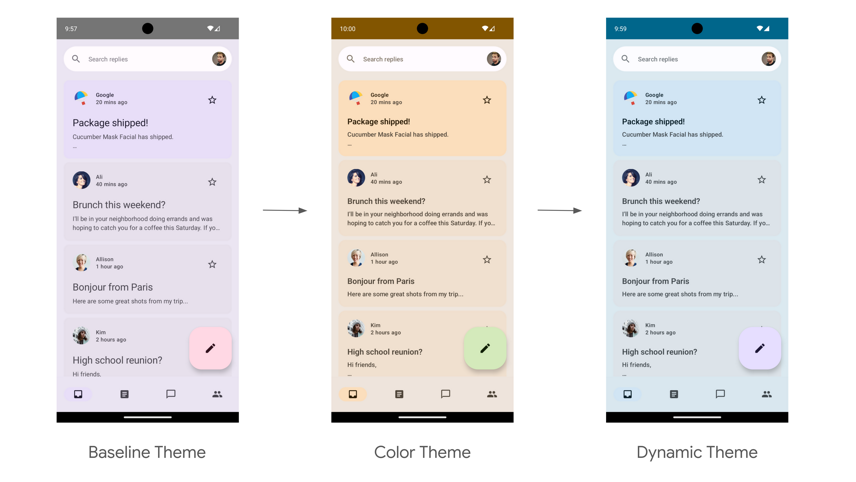 9:57
Search replies
Google
20 mins ago
Package shipped!
Cucumber Mask Facial has shipped.
...
Ali
40 mins ago
Brunch this weekend?
I'll be in your neighborhood doing errands and was
hoping to catch you for a coffee this Saturday. If yo...
Allison
1 hour ago
Bonjour from Paris
Here are some great shots from my trip...
Kim
2 hours ago
High school reunion?
Hi friends,
Baseline Theme
10:00
Search replies
Google
20 mins ago
Package shipped!
Cucumber Mask Facial has shipped.
...
Ali
40 mins ago
Brunch this weekend?
I'll be in your neighborhood doing errands and was
hoping to catch you for a coffee this Saturday. If yo...
Allison
1 hour ago
Bonjour from Paris
Here are some great shots from my trip...
Kim
2 hours ago
High school reunion?
Hi friends,
...
Color Theme
9:59
Search replies
Google
20 mins ago
Package shipped!
Cucumber Mask Facial has shipped.
...
Ali
40 mins ago
Brunch this weekend?
I'll be in your neighborhood doing errands and was
hoping to catch you for a coffee this Saturday. If yo...
Allison
1 hour ago
Bonjour from Paris
Here are some great shots from my trip...
Kim
2 hours ago
High school reunion?
Hi friends,
...
Dynamic Theme